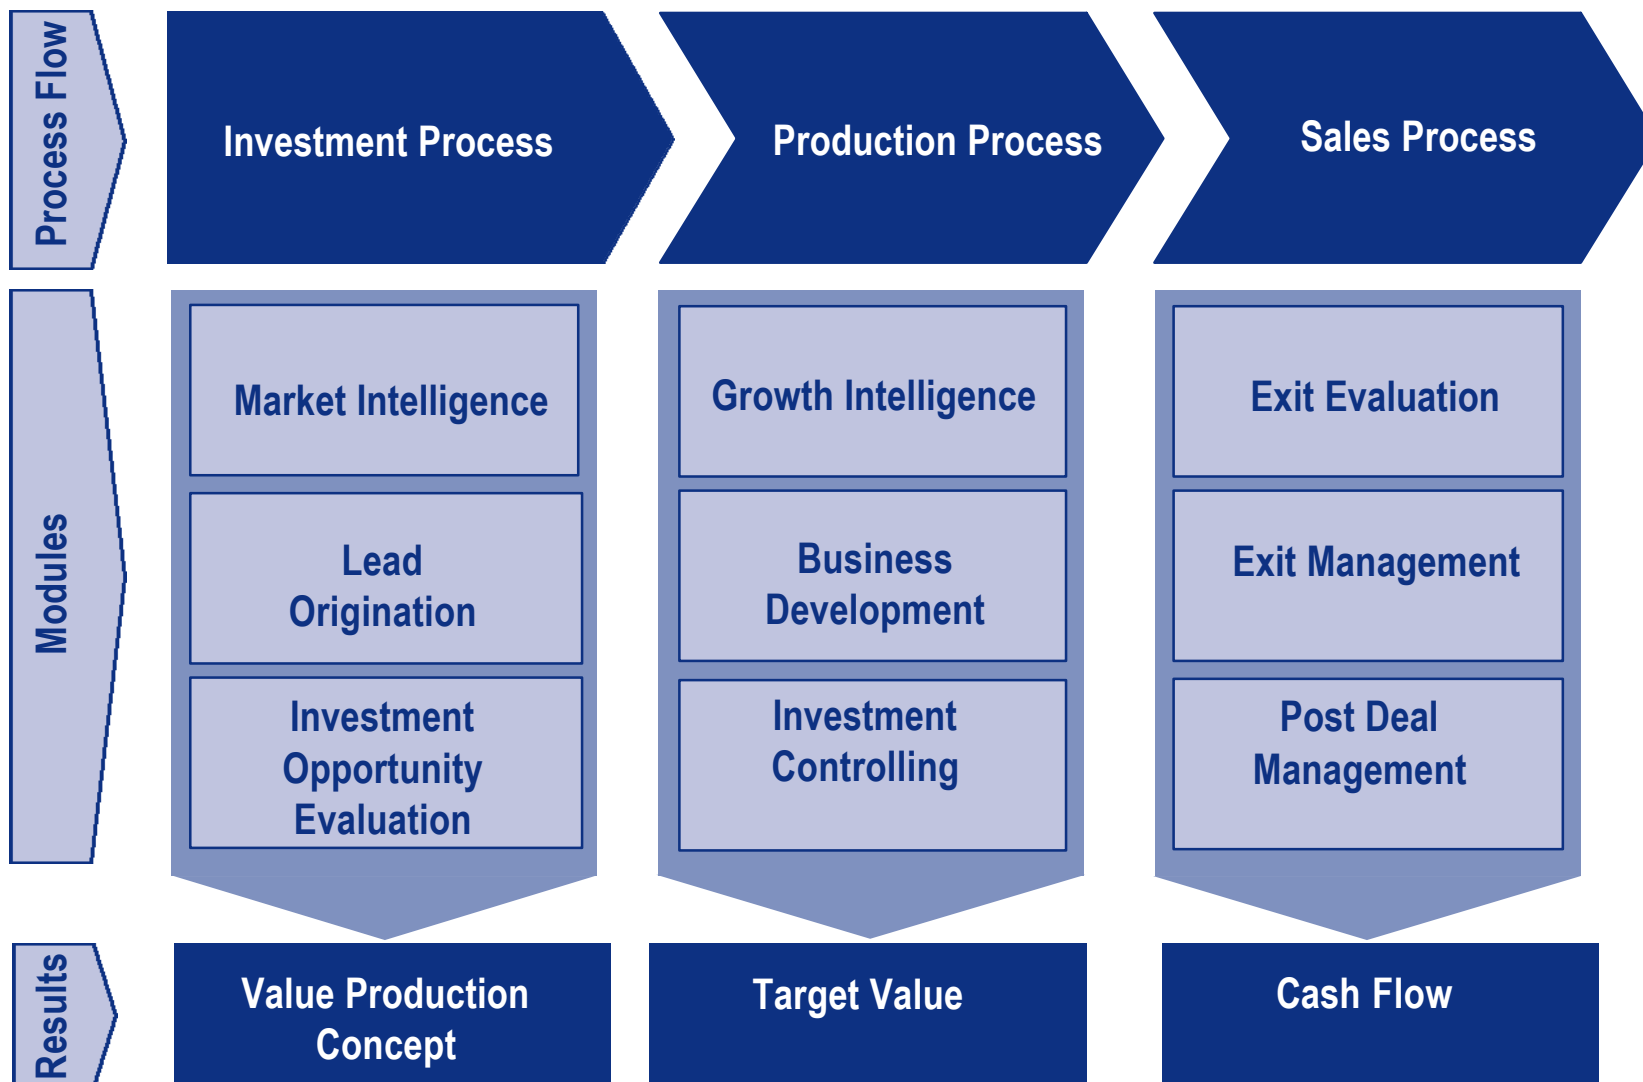 Process Flow
Investment Process
Production Process
Sales Process
Modules
Market Intelligence
Growth Intelligence
Exit Evaluation
Lead
Origination
Business
Development
Exit Management
Investment
Opportunity
Evaluation
Investment
Controlling
Post Deal
Management
Results
Value Production
Concept
Target Value
Cash Flow